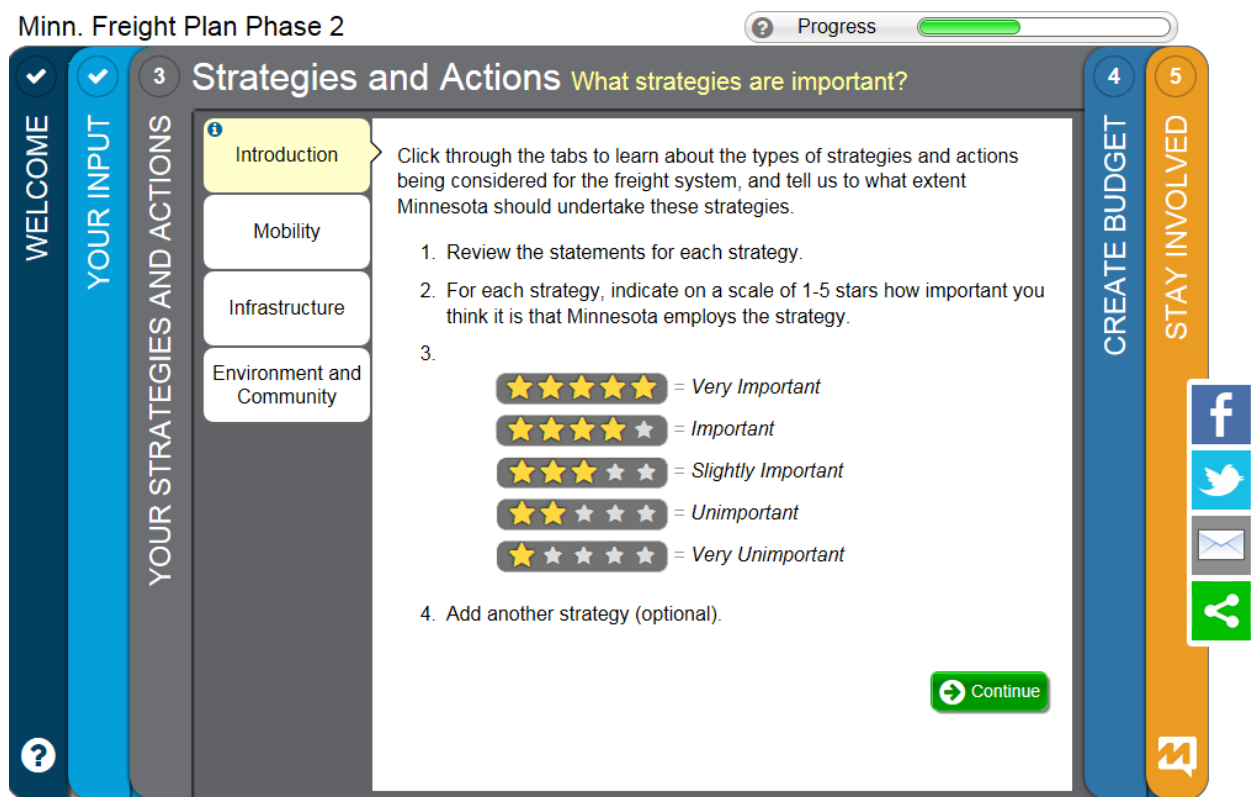 Minn. Freight Plan Phase 2
? Progress
WELCOME
YOUR INPUT
YOUR STRATEGIES AND ACTIONS
3 Strategies and Actions What strategies are important?
Introduction
Mobility
Infrastructure
Environment and
Community
Click through the tabs to learn about the types of strategies and actions
being considered for the freight system, and tell us to what extent
Minnesota should undertake these strategies.
1. Review the statements for each strategy.
2. For each strategy, indicate on a scale of 1-5 stars how important you
think it is that Minnesota employs the strategy.
3.
= Very Important
= Important
= Slightly Important
= Unimportant
= Very Unimportant
4. Add another strategy (optional).
Continue
4
CREATE BUDGET
5
STAY INVOLVED
f
?